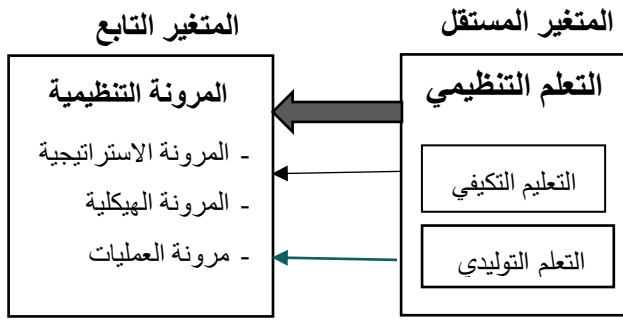 المتغير المستقل
التعلم التنظيمي
التعليم التكيفي
التعلم التوليدي
المتغير التابع
المرونة التنظيمية
- المرونة الاستراتيجية
- المرونة الهيكلية
- مرونة العمليات